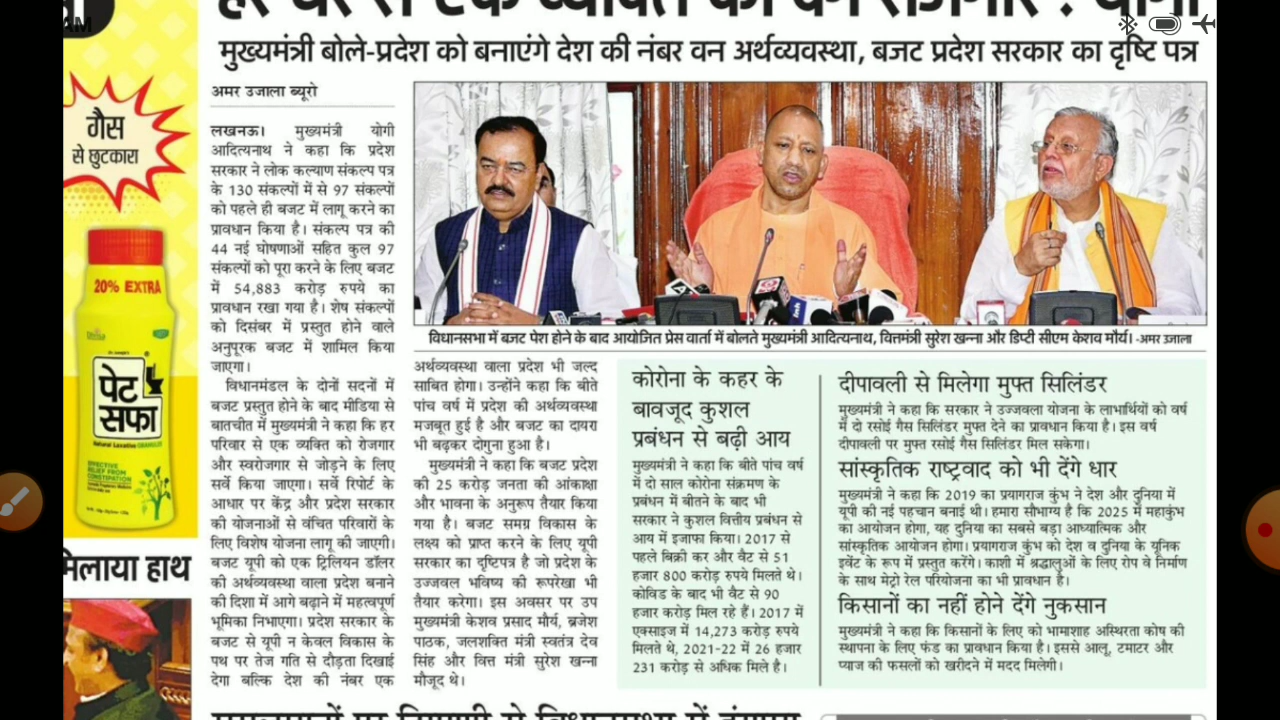 मुख्यमंत्री बोले-प्रदेश को बनाएंगे देश की नंबर वन अर्थव्यवस्था, बजट प्रदेश सरकार का दृष्टि पत्र
गैस
से छुटकारा
20% EXTRA
पेट
सफा
Natural Laxative GRANULES
EFFECTIVE
RELIEF FROM
CONSTIPATION
मिलाया हाथ
अमर उजाला ब्यूरो
लखनऊ। मुख्यमंत्री योगी
आदित्यनाथ ने कहा कि प्रदेश
सरकार ने लोक कल्याण संकल्प पत्र
के 130 संकल्पों में से 97 संकल्पों
को पहले ही बजट में लागू करने का
प्रावधान किया है। संकल्प पत्र की
44 नई घोषणाओं सहित कुल 97
संकल्पों को पूरा करने के लिए बजट
में 54,883 करोड़ रुपये का
प्रावधान रखा गया है। शेष संकल्पों
को दिसंबर में प्रस्तुत होने वाले
अनुपूरक बजट में शामिल किया
जाएगा।
विधानमंडल के दोनों सदनों में
बजट प्रस्तुत होने के बाद मीडिया से
बातचीत में मुख्यमंत्री ने कहा कि हर
परिवार से एक व्यक्ति को रोजगार
और स्वरोजगार से जोड़ने के लिए
सर्वे किया जाएगा। सर्वे रिपोर्ट के
आधार पर केंद्र और प्रदेश सरकार
की योजनाओं से वंचित परिवारों के
लिए विशेष योजना लागू की जाएगी।
बजट यूपी को एक ट्रिलियन डॉलर
की अर्थव्यवस्था वाला प्रदेश बनाने
की दिशा में आगे बढ़ाने में महत्वपूर्ण
भूमिका निभाएगा। प्रदेश सरकार के
बजट से यूपी न केवल विकास के
पथ पर तेज गति से दौड़ता दिखाई
देगा बल्कि देश की नंबर एक
विधानसभा में बजट पेश होने के बाद आयोजित प्रेस वार्ता में बोलते मुख्यमंत्री आदित्यनाथ, वित्तमंत्री सुरेश खन्ना और डिप्टी सीएम केशव मौर्य। -अमर उजाला
अर्थव्यवस्था वाला प्रदेश भी जल्द
साबित होगा। उन्होंने कहा कि बीते
पांच वर्ष में प्रदेश की अर्थव्यवस्था
मजबूत हुई है और बजट का दायरा
भी बढ़कर दोगुना हुआ है।
मुख्यमंत्री ने कहा कि बजट प्रदेश
की 25 करोड़ जनता की आकांक्षा
और भावना के अनुरूप तैयार किया
गया है। बजट समग्र विकास के
लक्ष्य को प्राप्त करने के लिए यूपी
सरकार का दृष्टिपत्र है जो प्रदेश के
उज्जवल भविष्य की रूपरेखा भी
तैयार करेगा। इस अवसर पर उप
मुख्यमंत्री केशव प्रसाद मौर्य, ब्रजेश
पाठक, जलशक्ति मंत्री स्वतंत्र देव
सिंह और वित्त मंत्री सुरेश खन्ना
मौजूद थे।
कोरोना के कहर के
बावजूद कुशल
प्रबंधन से बढ़ी आय
मुख्यमंत्री ने कहा कि बीते पांच वर्ष
में दो साल कोरोना संक्रमण के
प्रबंधन में बीतने के बाद भी
सरकार ने कुशल वित्तीय प्रबंधन से
आय में इजाफा किया। 2017 से
पहले बिक्री कर और वैट से 51
हजार 800 करोड़ रुपये मिलते थे।
कोविड के बाद भी वैट से 90
हजार करोड़ मिल रहे हैं। 2017 में
एक्साइज में 14,273 करोड़ रुपये
मिलते थे, 2021-22 में 26 हजार
231 करोड़ से अधिक मिले है।
दीपावली से मिलेगा मुफ्त सिलिंडर
मुख्यमंत्री ने कहा कि सरकार ने उज्जवला योजना के लाभार्थियों को वर्ष
में दो रसोई गैस सिलिंडर मुफ्त देने का प्रावधान किया है। इस वर्ष
दीपावली पर मुफ्त रसोई गैस सिलिंडर मिल सकेगा।
सांस्कृतिक राष्ट्रवाद को भी देंगे धार
मुख्यमंत्री ने कहा कि 2019 का प्रयागराज कुंभ ने देश और दुनिया में
यूपी की नई पहचान बनाई थी। हमारा सौभाग्य है कि 2025 में महाकुंभ
का आयोजन होगा, यह दुनिया का सबसे बड़ा आध्यात्मिक और
सांस्कृतिक आयोजन होगा। प्रयागराज कुंभ को देश व दुनिया के यूनिक
इवेंट के रूप में प्रस्तुत करेंगे। काशी में श्रद्धालुओं के लिए रोप वे निर्माण
के साथ मेट्रो रेल परियोजना का भी प्रावधान है।
किसानों का नहीं होने देंगे नुकसान
मुख्यमंत्री ने कहा कि किसानों के लिए को भामाशाह अस्थिरता कोष की
स्थापना के लिए फंड का प्रावधान किया है। इससे आलू, टमाटर और
प्याज की फसलों को खरीदने में मदद मिलेगी।